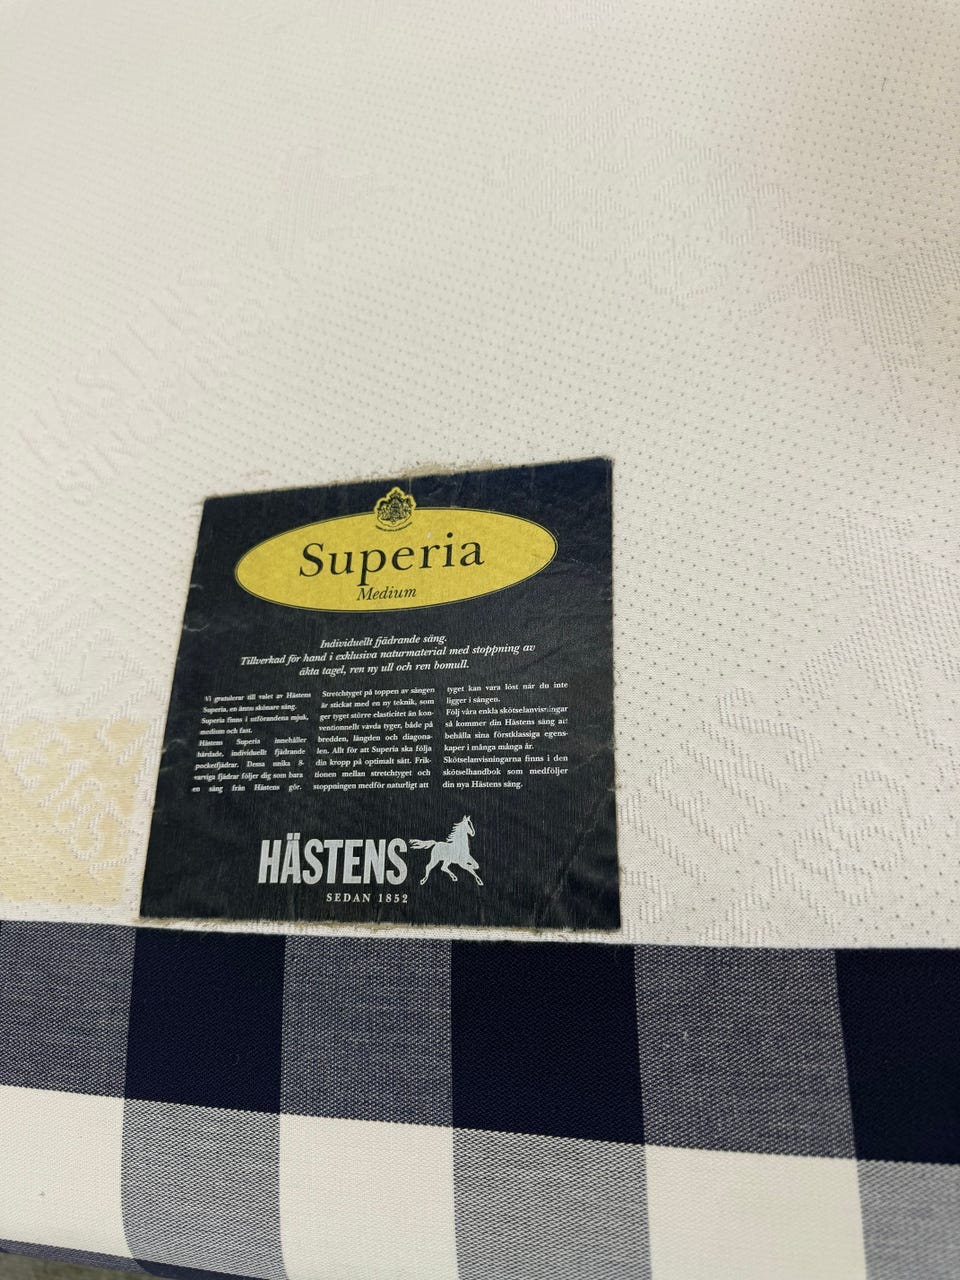 Superia
Medium
Individuellt fjädrande säng.
Tillverkad för hand i exklusiva naturmaterial med stoppning av
äkta tagel, ren ny ull och ren bomull.
Vi gratulerar till valet av Hästens
Superia, en ännu skönare säng.
Superia finns i utförandena mjuk,
medium och fast.
Hästens Superia innehåller
härdade, individuellt fjädrande
pocketfjädrar. Dessa unika 8-
varviga fjädrar följer dig som bara
en säng från Hästens gör.
Stretchtyget på toppen av sängen
är stickat med en ny teknik, som
ger tyget större elasticitet än kon-
ventionellt vävda tyger, både på
bredden, längden och diagona-
len. Allt för att Superia ska följa
din kropp på optimalt sätt. Frik-
tionen mellan stretchtyget och
stoppningen medför naturligt att
tyget kan vara löst när du inte
ligger i sängen.
Följ våra enkla skötselanvisningar
så kommer din Hästens säng att
behålla sina förstklassiga egens-
kaper i många många år.
Skötselanvisningarna finns i den
skötselhandbok som medföljer
din nya Hästens säng.
HÄSTENS
SEDAN 1852
HÄSTENS